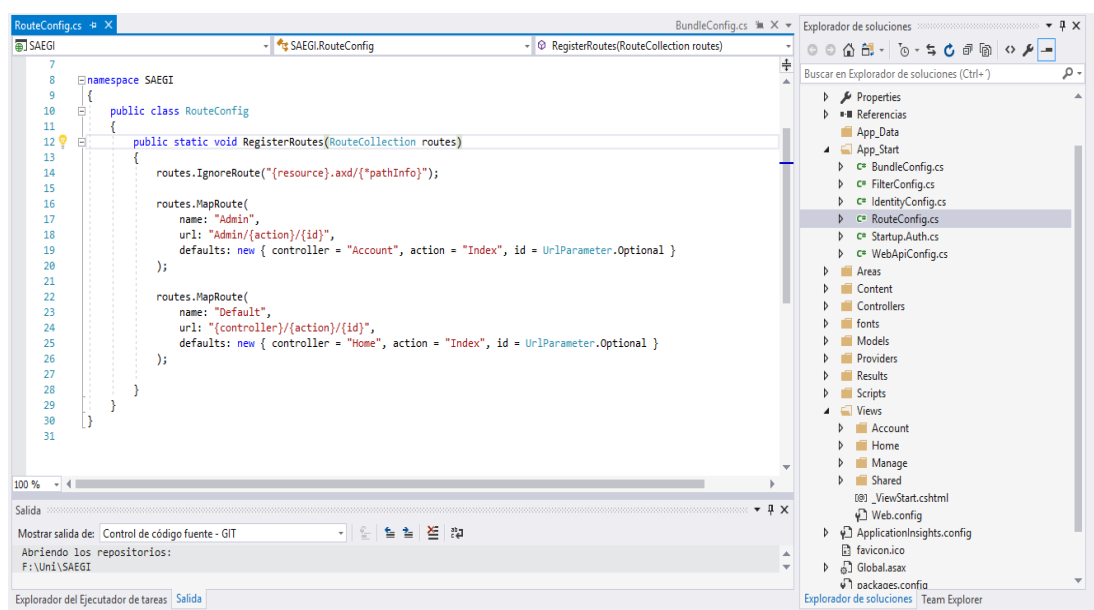 RouteConfig.cs
BundleConfig.cs
SAEGI
SAEGI.RouteConfig
RegisterRoutes(RouteCollection routes)
7
8 namespace SAEGI
9 {
10 public class RouteConfig
11 {
12 public static void RegisterRoutes(RouteCollection routes)
13 {
14 routes.IgnoreRoute("{resource}.axd/{*pathInfo}");
15
16 routes.MapRoute(
17 name: "Admin",
18 url: "Admin/{action}/{id}",
19 defaults: new { controller = "Account", action = "Index", id = UrlParameter.Optional }
20 );
21
22 routes.MapRoute(
23 name: "Default",
24 url: "{controller}/{action}/{id}",
25 defaults: new { controller = "Home", action = "Index", id = UrlParameter.Optional }
26 );
27
28 }
29 }
30 }
31
100 %
Salida
Mostrar salida de: Control de código fuente - GIT
Abriendo los repositorios:
F:\Uni\SAEGI
Explorador del Ejecutador de tareas Salida
Explorador de soluciones
Buscar en Explorador de soluciones (Ctrl+´)
Properties
Referencias
App_Data
App_Start
C# BundleConfig.cs
C# FilterConfig.cs
C# IdentityConfig.cs
C# RouteConfig.cs
C# Startup.Auth.cs
C# WebApiConfig.cs
Areas
Content
Controllers
fonts
Models
Providers
Results
Scripts
Views
Account
Home
Manage
Shared
[@] _ViewStart.cshtml
Web.config
ApplicationInsights.config
favicon.ico
Global.asax
packages.config
Explorador de soluciones Team Explorer